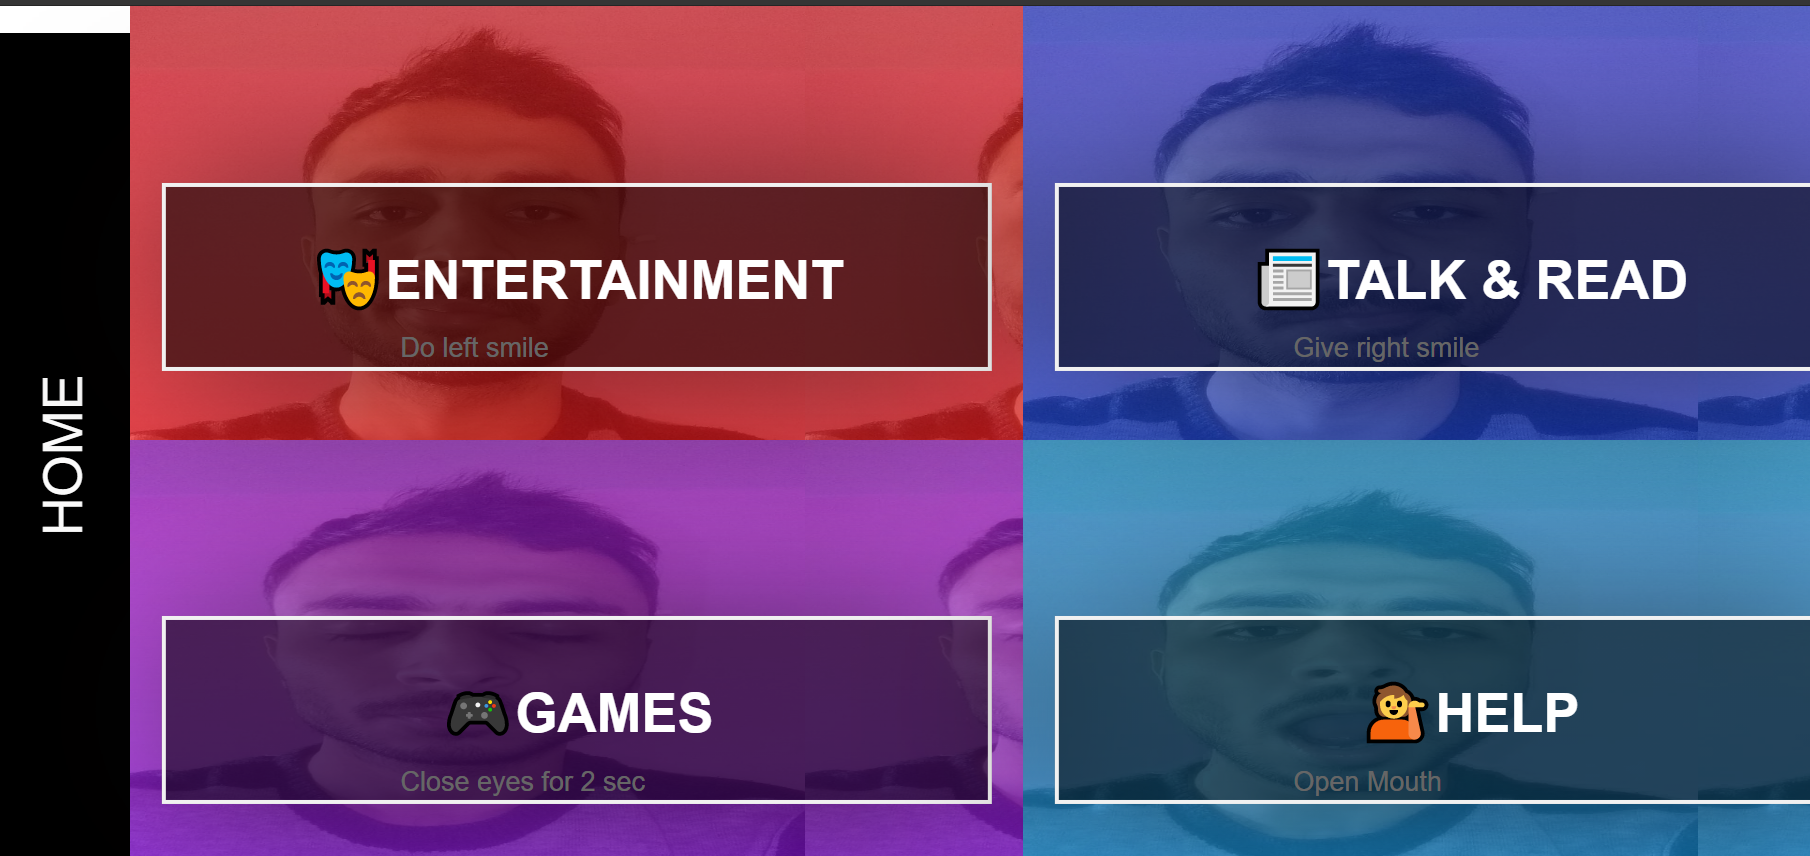 HOME
ENTERTAINMENT
Do left smile
TALK & READ
Give right smile
GAMES
Close eyes for 2 sec
HELP
Open Mouth